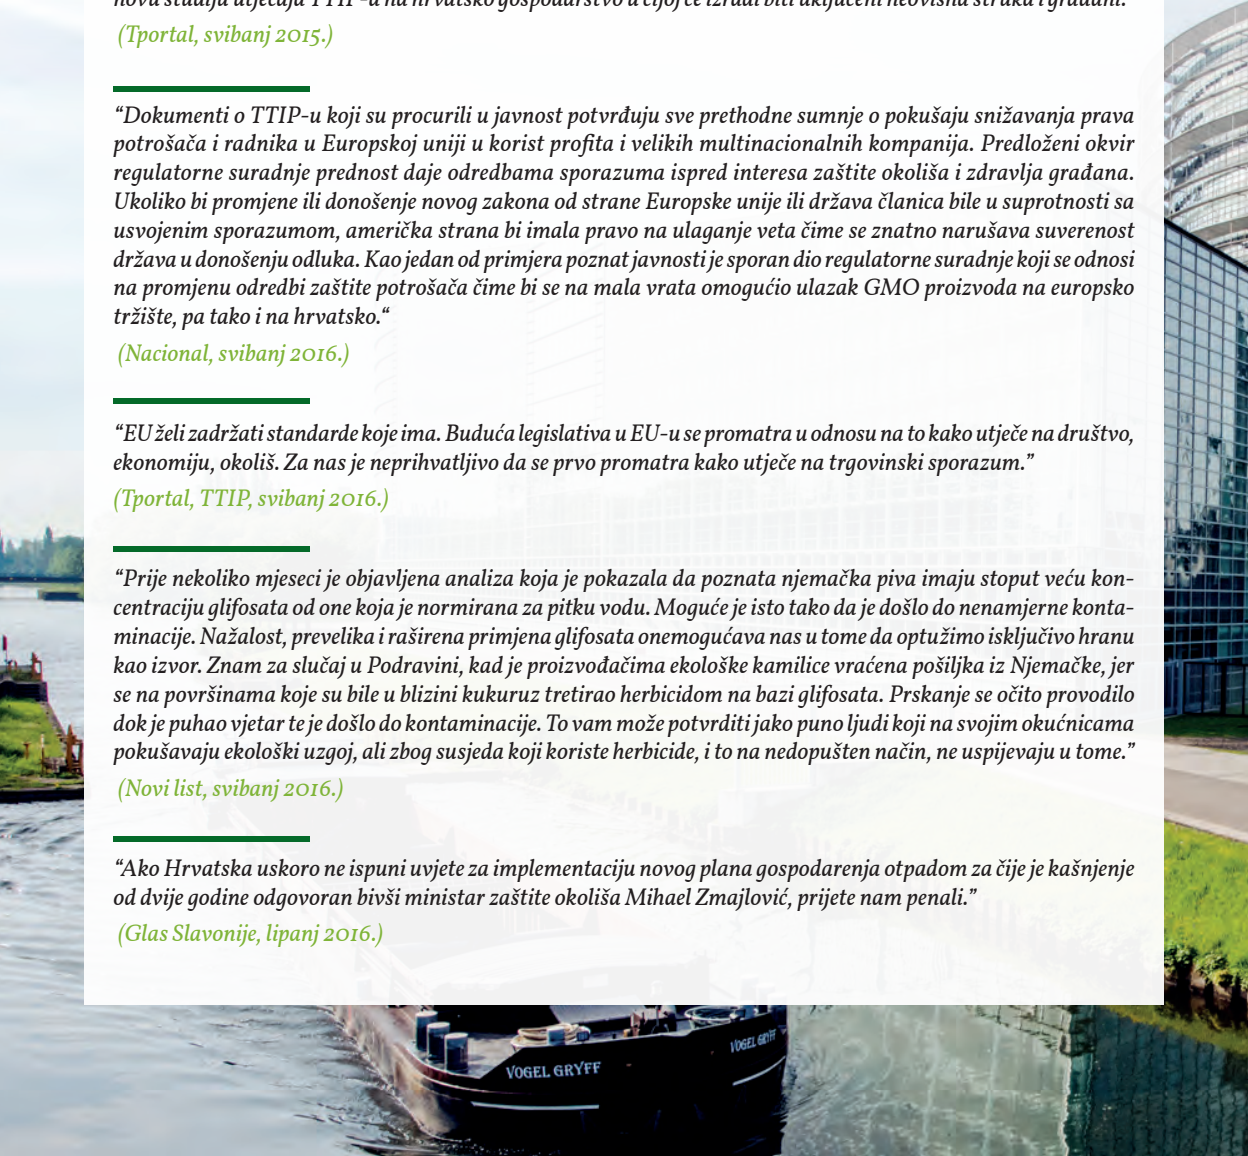 nova studija utjecaja TTIP-a na hrvatsko gospodarstvo u čijoj će izradi biti uključeni neovisna struka i građani.”
(Tportal, svibanj 2015.)
“Dokumenti o TTIP-u koji su procurili u javnost potvrđuju sve prethodne sumnje o pokušaju snižavanja prava
potrošača i radnika u Europskoj uniji u korist profita i velikih multinacionalnih kompanija. Predloženi okvir
regulatorne suradnje prednost daje odredbama sporazuma ispred interesa zaštite okoliša i zdravlja građana.
Ukoliko bi promjene ili donošenje novog zakona od strane Europske unije ili država članica bile u suprotnosti sa
usvojenim sporazumom, američka strana bi imala pravo na ulaganje veta čime se znatno narušava suverenost
država u donošenju odluka. Kao jedan od primjera poznat javnosti je sporan dio regulatorne suradnje koji se odnosi
na promjenu odredbi zaštite potrošača čime bi se na mala vrata omogućio ulazak GMO proizvoda na europsko
tržište, pa tako i na hrvatsko.“
(Nacional, svibanj 2016.)
“EU želi zadržati standarde koje ima. Buduća legislativa u EU-u se promatra u odnosu na to kako utječe na društvo,
ekonomiju, okoliš. Za nas je neprihvatljivo da se prvo promatra kako utječe na trgovinski sporazum.”
(Tportal, TTIP, svibanj 2016.)
“Prije nekoliko mjeseci je objavljena analiza koja je pokazala da poznata njemačka piva imaju stoput veću kon-
centraciju glifosata od one koja je normirana za pitku vodu. Moguće je isto tako da je došlo do nenamjerne konta-
minacije. Nažalost, prevelika i raširena primjena glifosata onemogućava nas u tome da optužimo isključivo hranu
kao izvor. Znam za slučaj u Podravini, kad je proizvođačima ekološke kamilice vraćena pošiljka iz Njemačke, jer
se na površinama koje su bile u blizini kukuruz tretirao herbicidom na bazi glifosata. Prskanje se očito provodilo
dok je puhao vjetar te je došlo do kontaminacije. To vam može potvrditi jako puno ljudi koji na svojim okućnicama
pokušavaju ekološki uzgoj, ali zbog susjeda koji koriste herbicide, i to na nedopušten način, ne uspijevaju u tome.”
(Novi list, svibanj 2016.)
“Ako Hrvatska uskoro ne ispuni uvjete za implementaciju novog plana gospodarenja otpadom za čije je kašnjenje
od dvije godine odgovoran bivši ministar zaštite okoliša Mihael Zmajlović, prijete nam penali.”
(Glas Slavonije, lipanj 2016.)
VOGEL GRYFF
VOGEL GRYFF